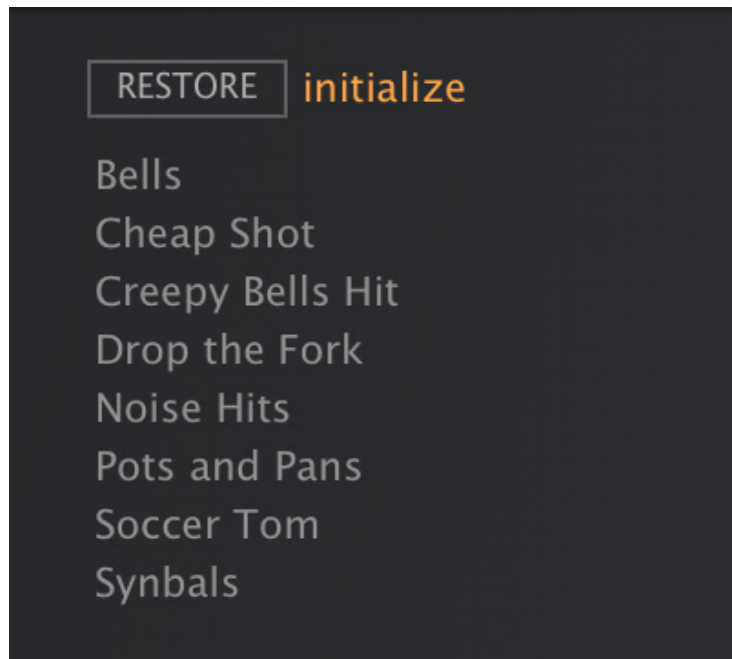 RESTORE initialize
Bells
Cheap Shot
Creepy Bells Hit
Drop the Fork
Noise Hits
Pots and Pans
Soccer Tom
Synbals